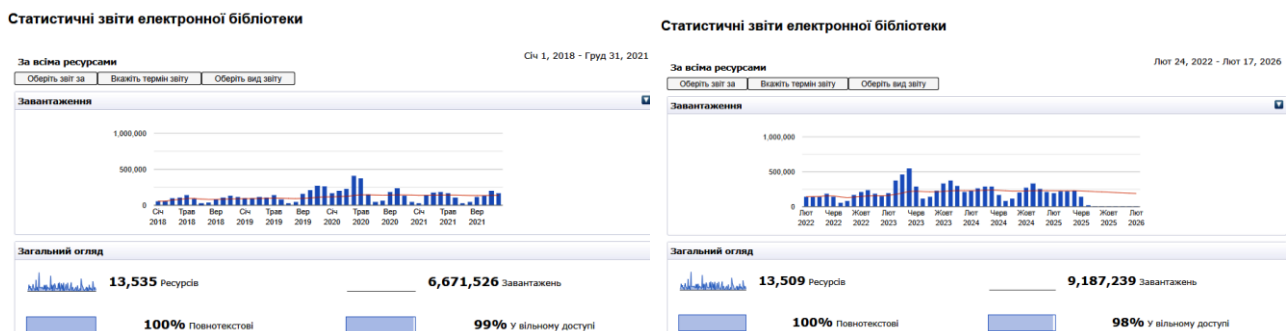 Статистичні звіти електронної бібліотеки
Січ 1, 2018 - Груд 31, 2021
За всіма ресурсами
Оберіть звіт за Вкажіть термін звіту Оберіть вид звіту
Завантаження
1,000,000
500,000
0
Січ Трав Вер Січ Трав Вер Січ Трав Вер Січ Трав Вер
2018 2018 2018 2019 2019 2019 2020 2020 2020 2021 2021 2021
Загальний огляд
13,535 Ресурсів 6,671,526 Завантажень
100% Повнотекстові 99% У вільному доступі
Статистичні звіти електронної бібліотеки
Лют 24, 2022 - Лют 17, 2026
За всіма ресурсами
Оберіть звіт за Вкажіть термін звіту Оберіть вид звіту
Завантаження
1,000,000
500,000
0
Лют Черв Жовт Лют Черв Жовт Лют Черв Жовт Лют Черв Жовт Лют
2022 2022 2022 2023 2023 2023 2024 2024 2024 2025 2025 2025 2026
Загальний огляд
13,509 Ресурсів 9,187,239 Завантажень
100% Повнотекстові 98% У вільному доступі